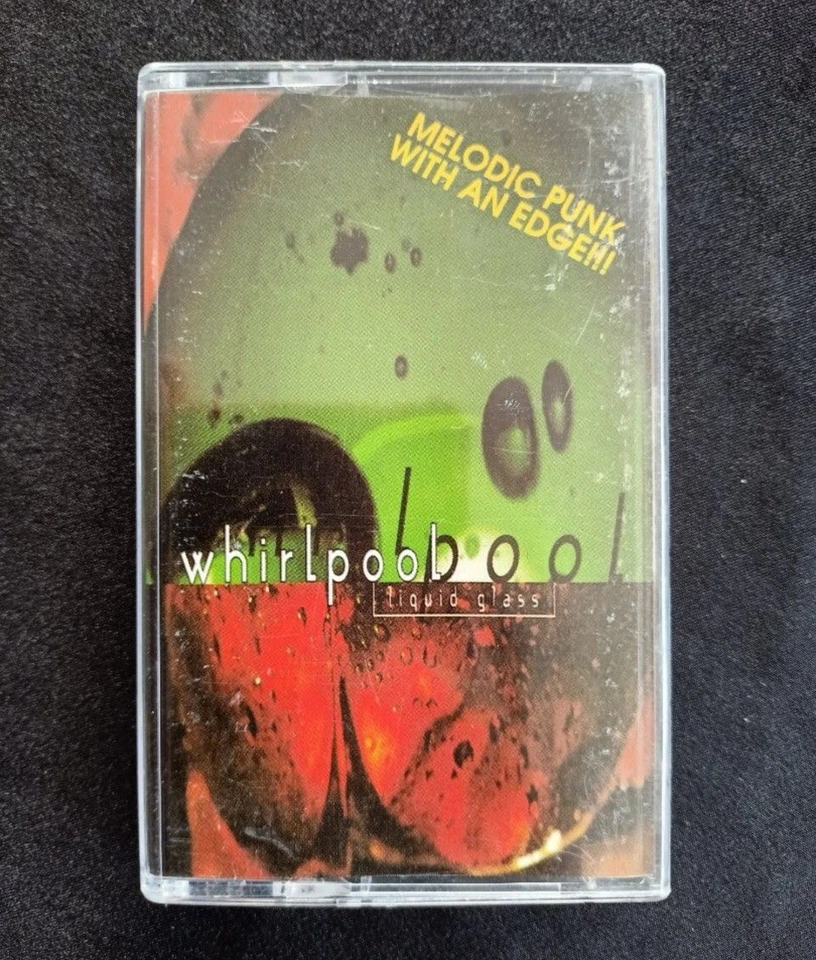 MELODIC PUNK
WITH AN EDGE!!!
whirlpool
liquid glass